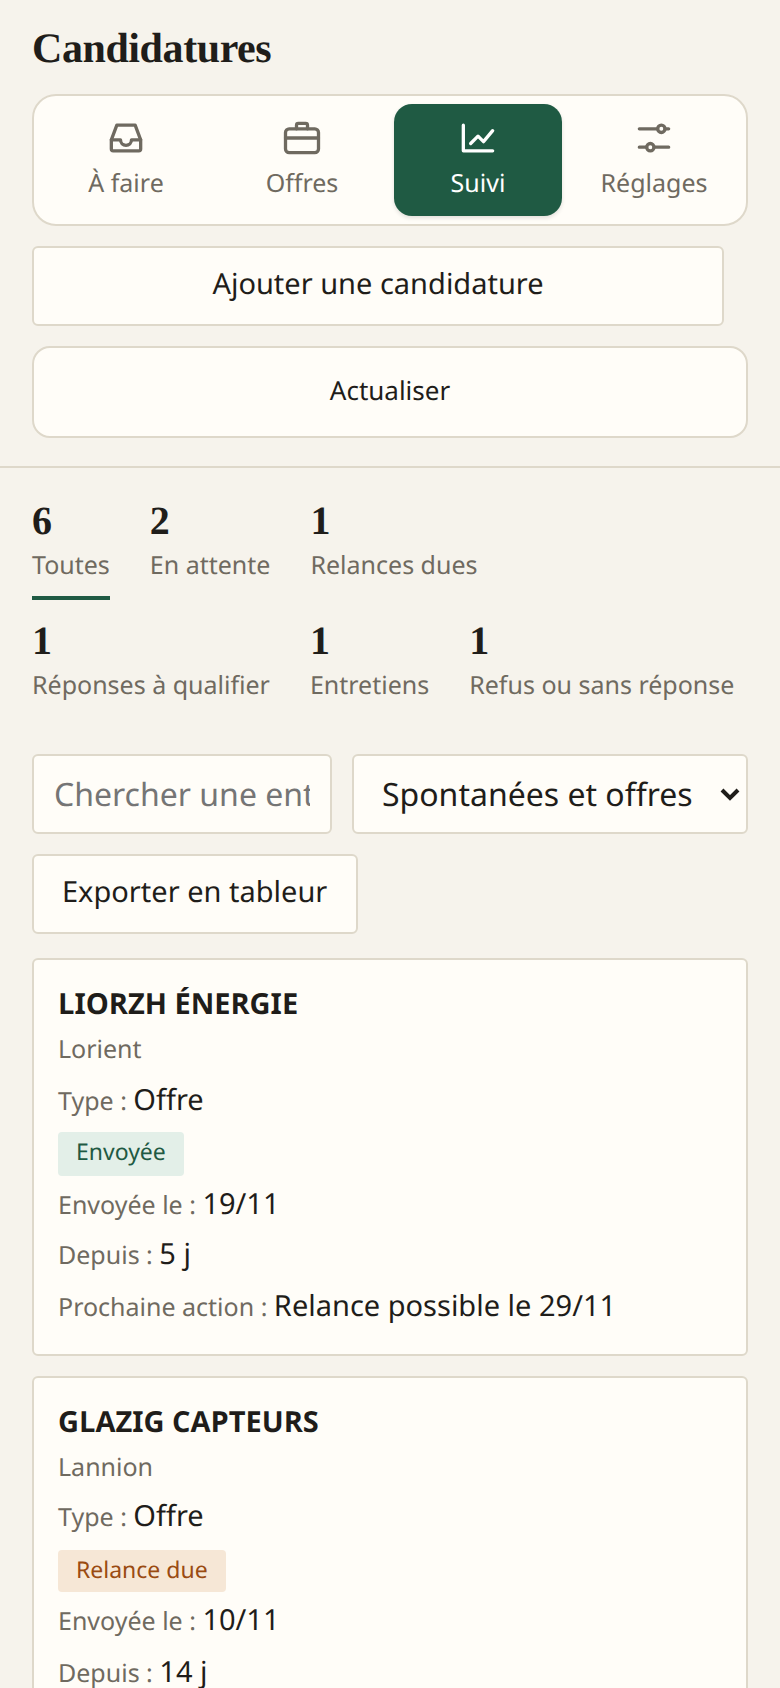 Candidatures
À faire
Offres
Suivi
Réglages
Ajouter une candidature
Actualiser
6
Toutes
2
En attente
1
Relances dues
1
Réponses à qualifier
1
Entretiens
1
Refus ou sans réponse
Chercher une ent
Spontanées et offres
Exporter en tableur
LIORZH ÉNERGIE
Lorient
Type : Offre
Envoyée
Envoyée le : 19/11
Depuis : 5 j
Prochaine action : Relance possible le 29/11
GLAZIG CAPTEURS
Lannion
Type : Offre
Relance due
Envoyée le : 10/11
Depuis : 14 j